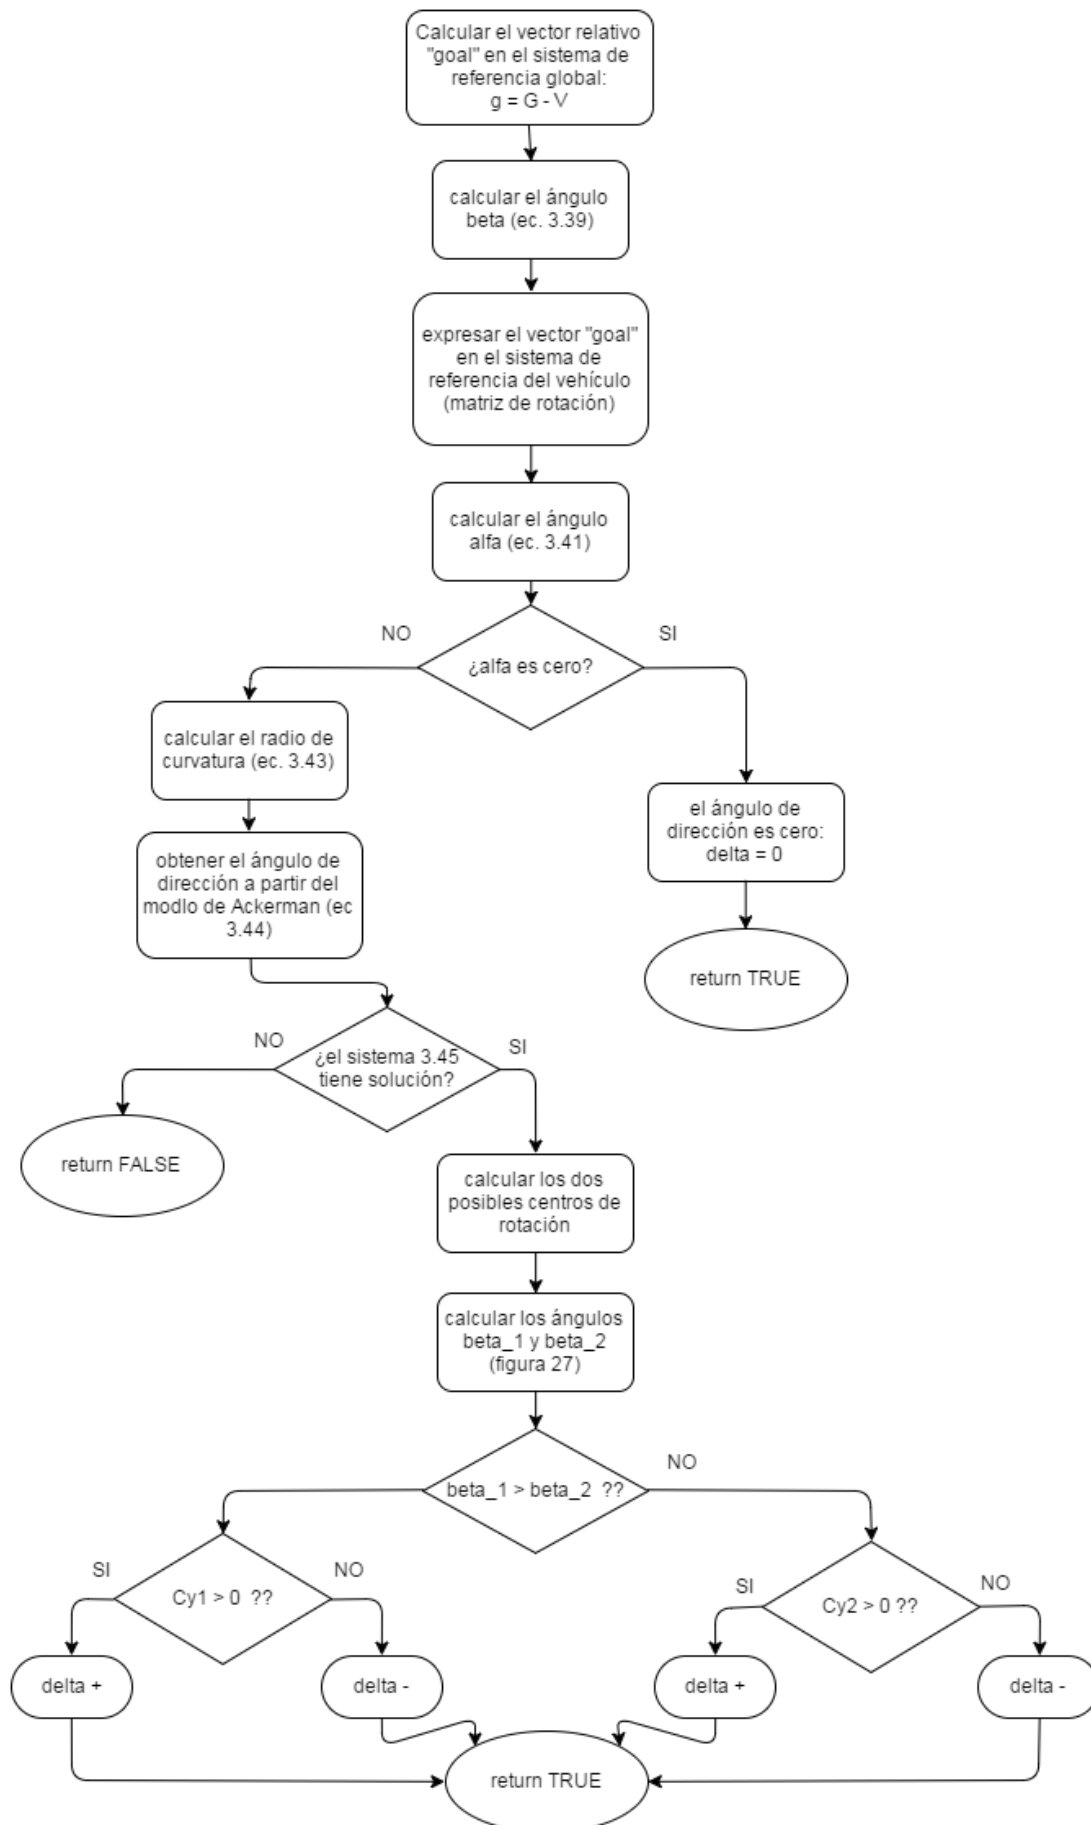 Calcular el vector relativo
"goal" en el sistema de
referencia global:
g = G - V
calcular el ángulo
beta (ec. 3.39)
expresar el vector "goal"
en el sistema de
referencia del vehículo
(matriz de rotación)
calcular el ángulo
alfa (ec. 3.41)
NO
SI
¿alfa es cero?
calcular el radio de
curvatura (ec. 3.43)
el ángulo de
dirección es cero:
delta = 0
obtener el ángulo de
dirección a partir del
modlo de Ackerman (ec
3.44)
return TRUE
NO
SI
¿el sistema 3.45
tiene solución?
return FALSE
calcular los dos
posibles centros de
rotación
calcular los ángulos
beta_1 y beta_2
(figura 27)
NO
beta_1 > beta_2 ??
SI
NO
Cy1 > 0 ??
SI
NO
Cy2 > 0 ??
delta +
delta -
delta +
delta -
return TRUE